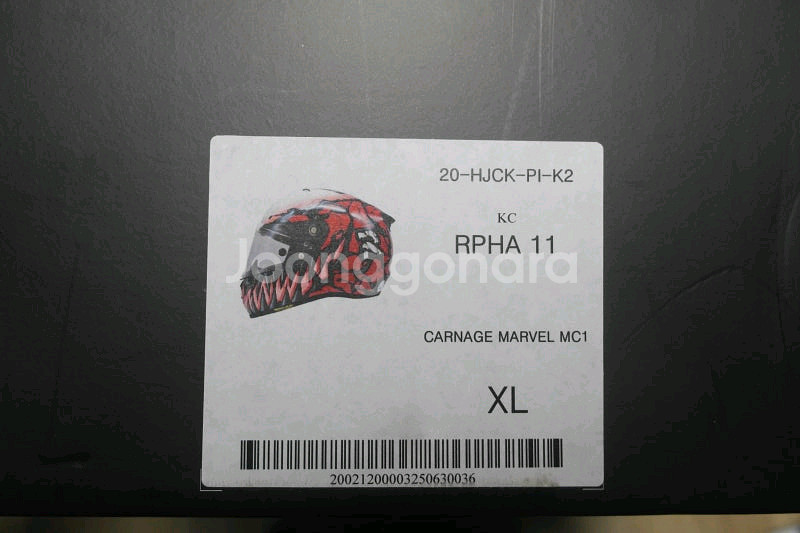 20-HJCK-PI-K2
KC
RPHA 11
Joonggonara
CARNAGE MARVEL MC1
XL
20021200003250630036